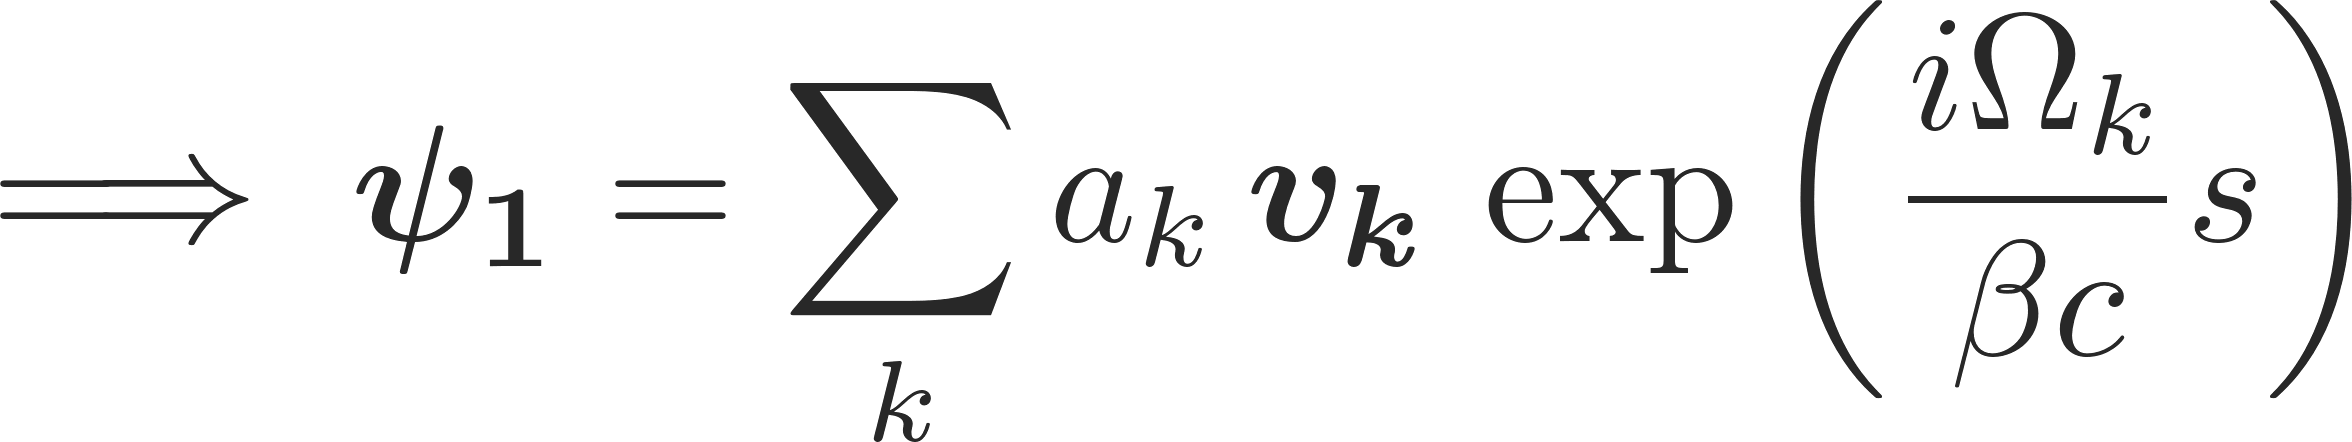 ⟹ ψ₁ = ∑ₖ aₖ vₖ exp(iΩₖ/βc s)